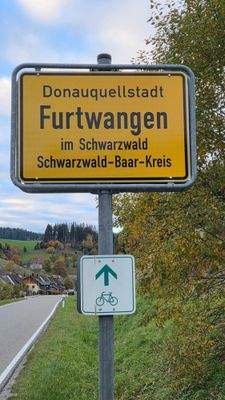 Donauquellstadt
Furtwangen
im Schwarzwald
Schwarzwald-Baar-Kreis